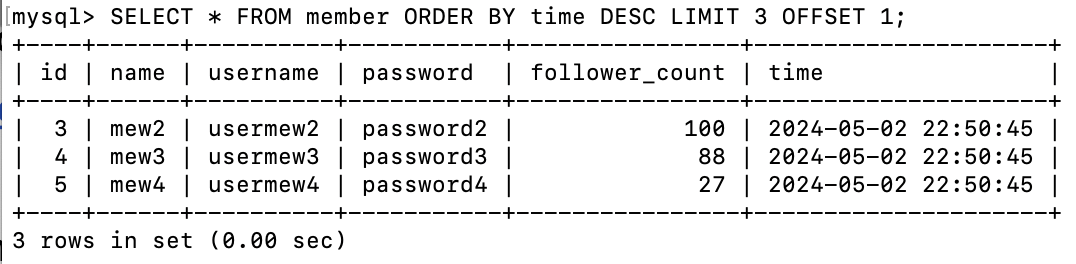 [mysql> SELECT * FROM member ORDER BY time DESC LIMIT 3 OFFSET 1;
+----+------+----------+-----------+----------------+---------------------+
| id | name | username | password  | follower_count | time                |
+----+------+----------+-----------+----------------+---------------------+
|  3 | mew2 | usermew2 | password2 |            100 | 2024-05-02 22:50:45 |
|  4 | mew3 | usermew3 | password3 |             88 | 2024-05-02 22:50:45 |
|  5 | mew4 | usermew4 | password4 |             27 | 2024-05-02 22:50:45 |
+----+------+----------+-----------+----------------+---------------------+
3 rows in set (0.00 sec)